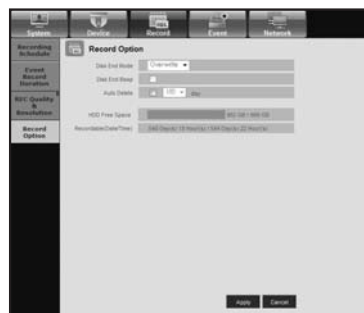 System Device Record Event Network
Recording
Schedule
Event
Record
Duration
REC Quality
&
Resolution
Record
Option
Record Option
Disk End Mode Overwrite
Disk End Beep
Auto Delete 180 day
HDD Free Space
Recordable(Date/Time)
Apply Cancel